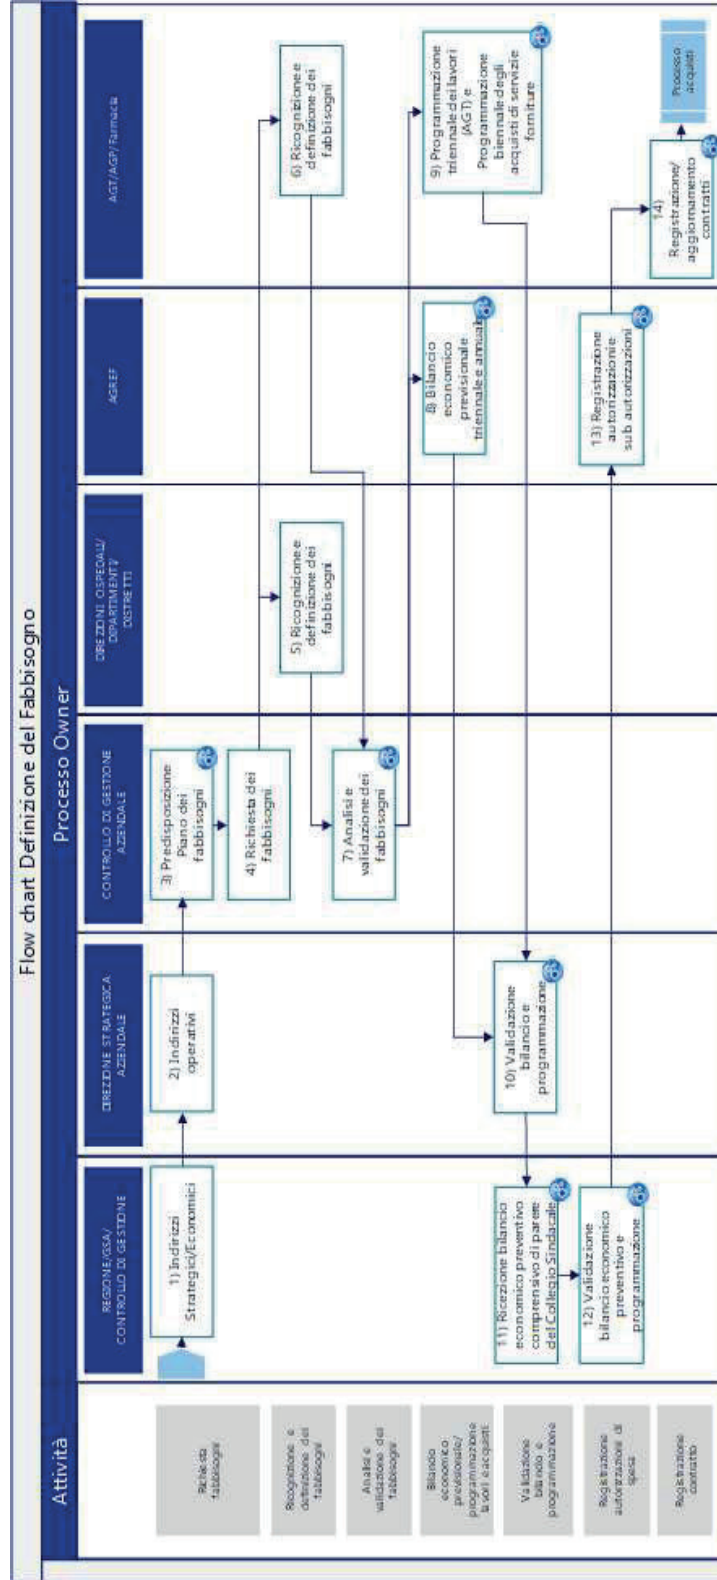 Flow chart Definizione del Fabbisogno
Attività
Processo Owner
REGIONE/GSA/
CONTROLLO DI GESTIONE
DIREZIONE STRATEGICA
AZIENDALE
CONTROLLO DI GESTIONE
AZIENDALE
DIREZIONI OSPEDALI/
DIPARTIMENTI/
DISTRETTI
AGREF
AGT/AGP/Farmacia
Richiesta
fabbisogni
1) Indirizzi
Strategici/Economici
2) Indirizzi
operativi
3) Predisposizione
Piano dei
fabbisogni
4) Richiesta dei
fabbisogni
Ricognizione e
definizione dei
fabbisogni
5) Ricognizione e
definizione dei
fabbisogni
6) Ricognizione e
definizione dei
fabbisogni
Analisi e
validazione dei
fabbisogni
7) Analisi e
validazione dei
fabbisogni
Bilancio
economico
previsionale/
programmazione
lavori e acquisti
8) Bilancio
economico
previsionale
triennale e annuale
9) Programmazione
triennale dei lavori
(AGT) e
Programmazione
biennale degli
acquisti di servizi e
forniture
Validazione
bilancio e
programmazione
10) Validazione
bilancio e
programmazione
11) Ricezione bilancio
economico preventivo
comprensivo di parere
del Collegio Sindacale
Registrazione
autorizzazione di
spesa
12) Validazione
bilancio economico
preventivo e
programmazione
13) Registrazione
autorizzazioni e
sub autorizzazioni
Registrazione
contratto
14)
Registrazione/
aggiornamento
contratti
Processo
acquisti